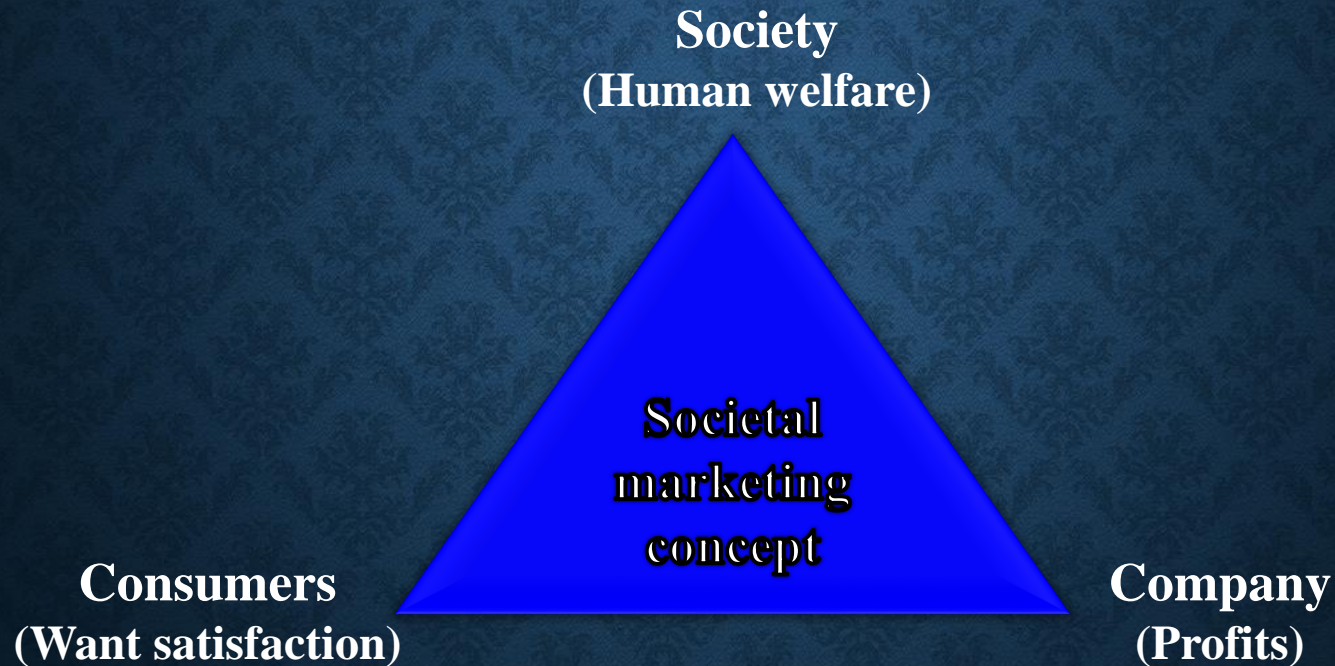 Society
(Human welfare)
Societal
marketing
concept
Consumers
(Want satisfaction)
Company
(Profits)